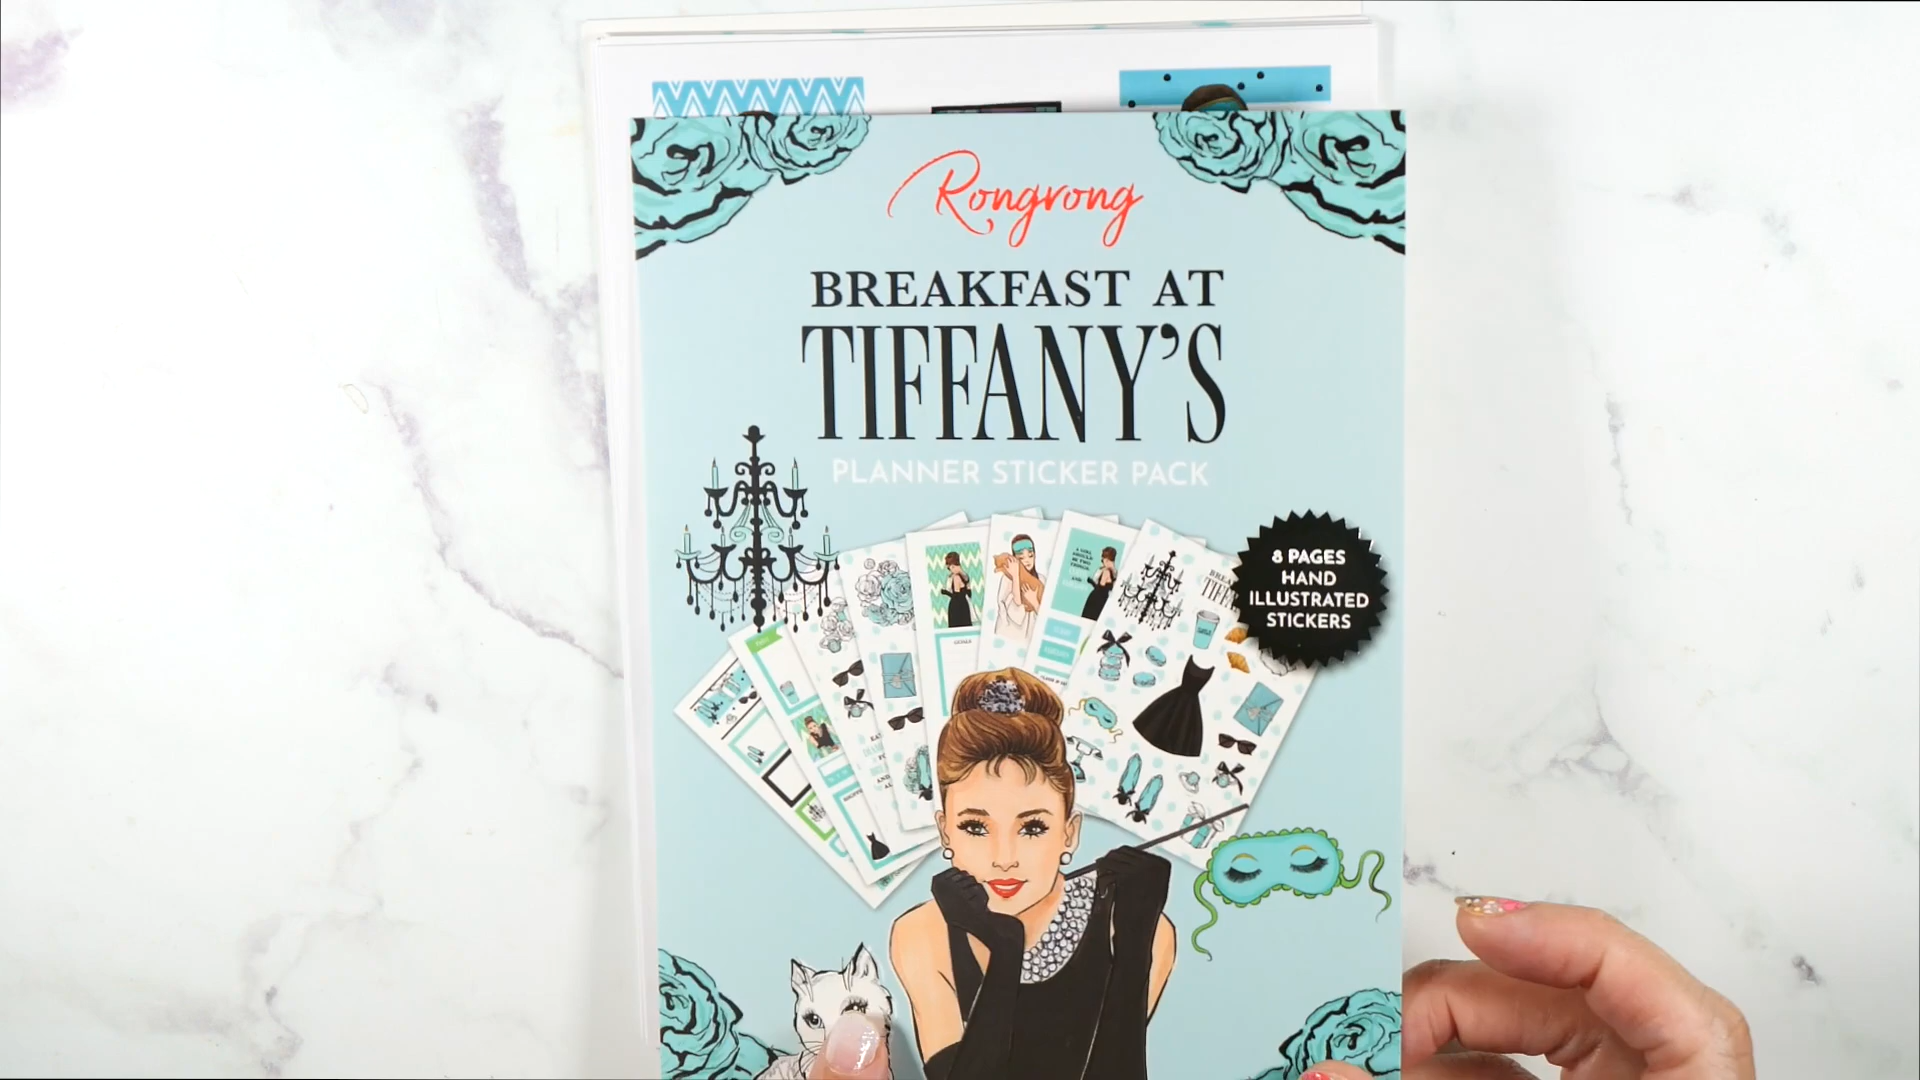 Rongrong
BREAKFAST AT
TIFFANY'S
PLANNER STICKER PACK
8 PAGES
HAND
ILLUSTRATED
STICKERS